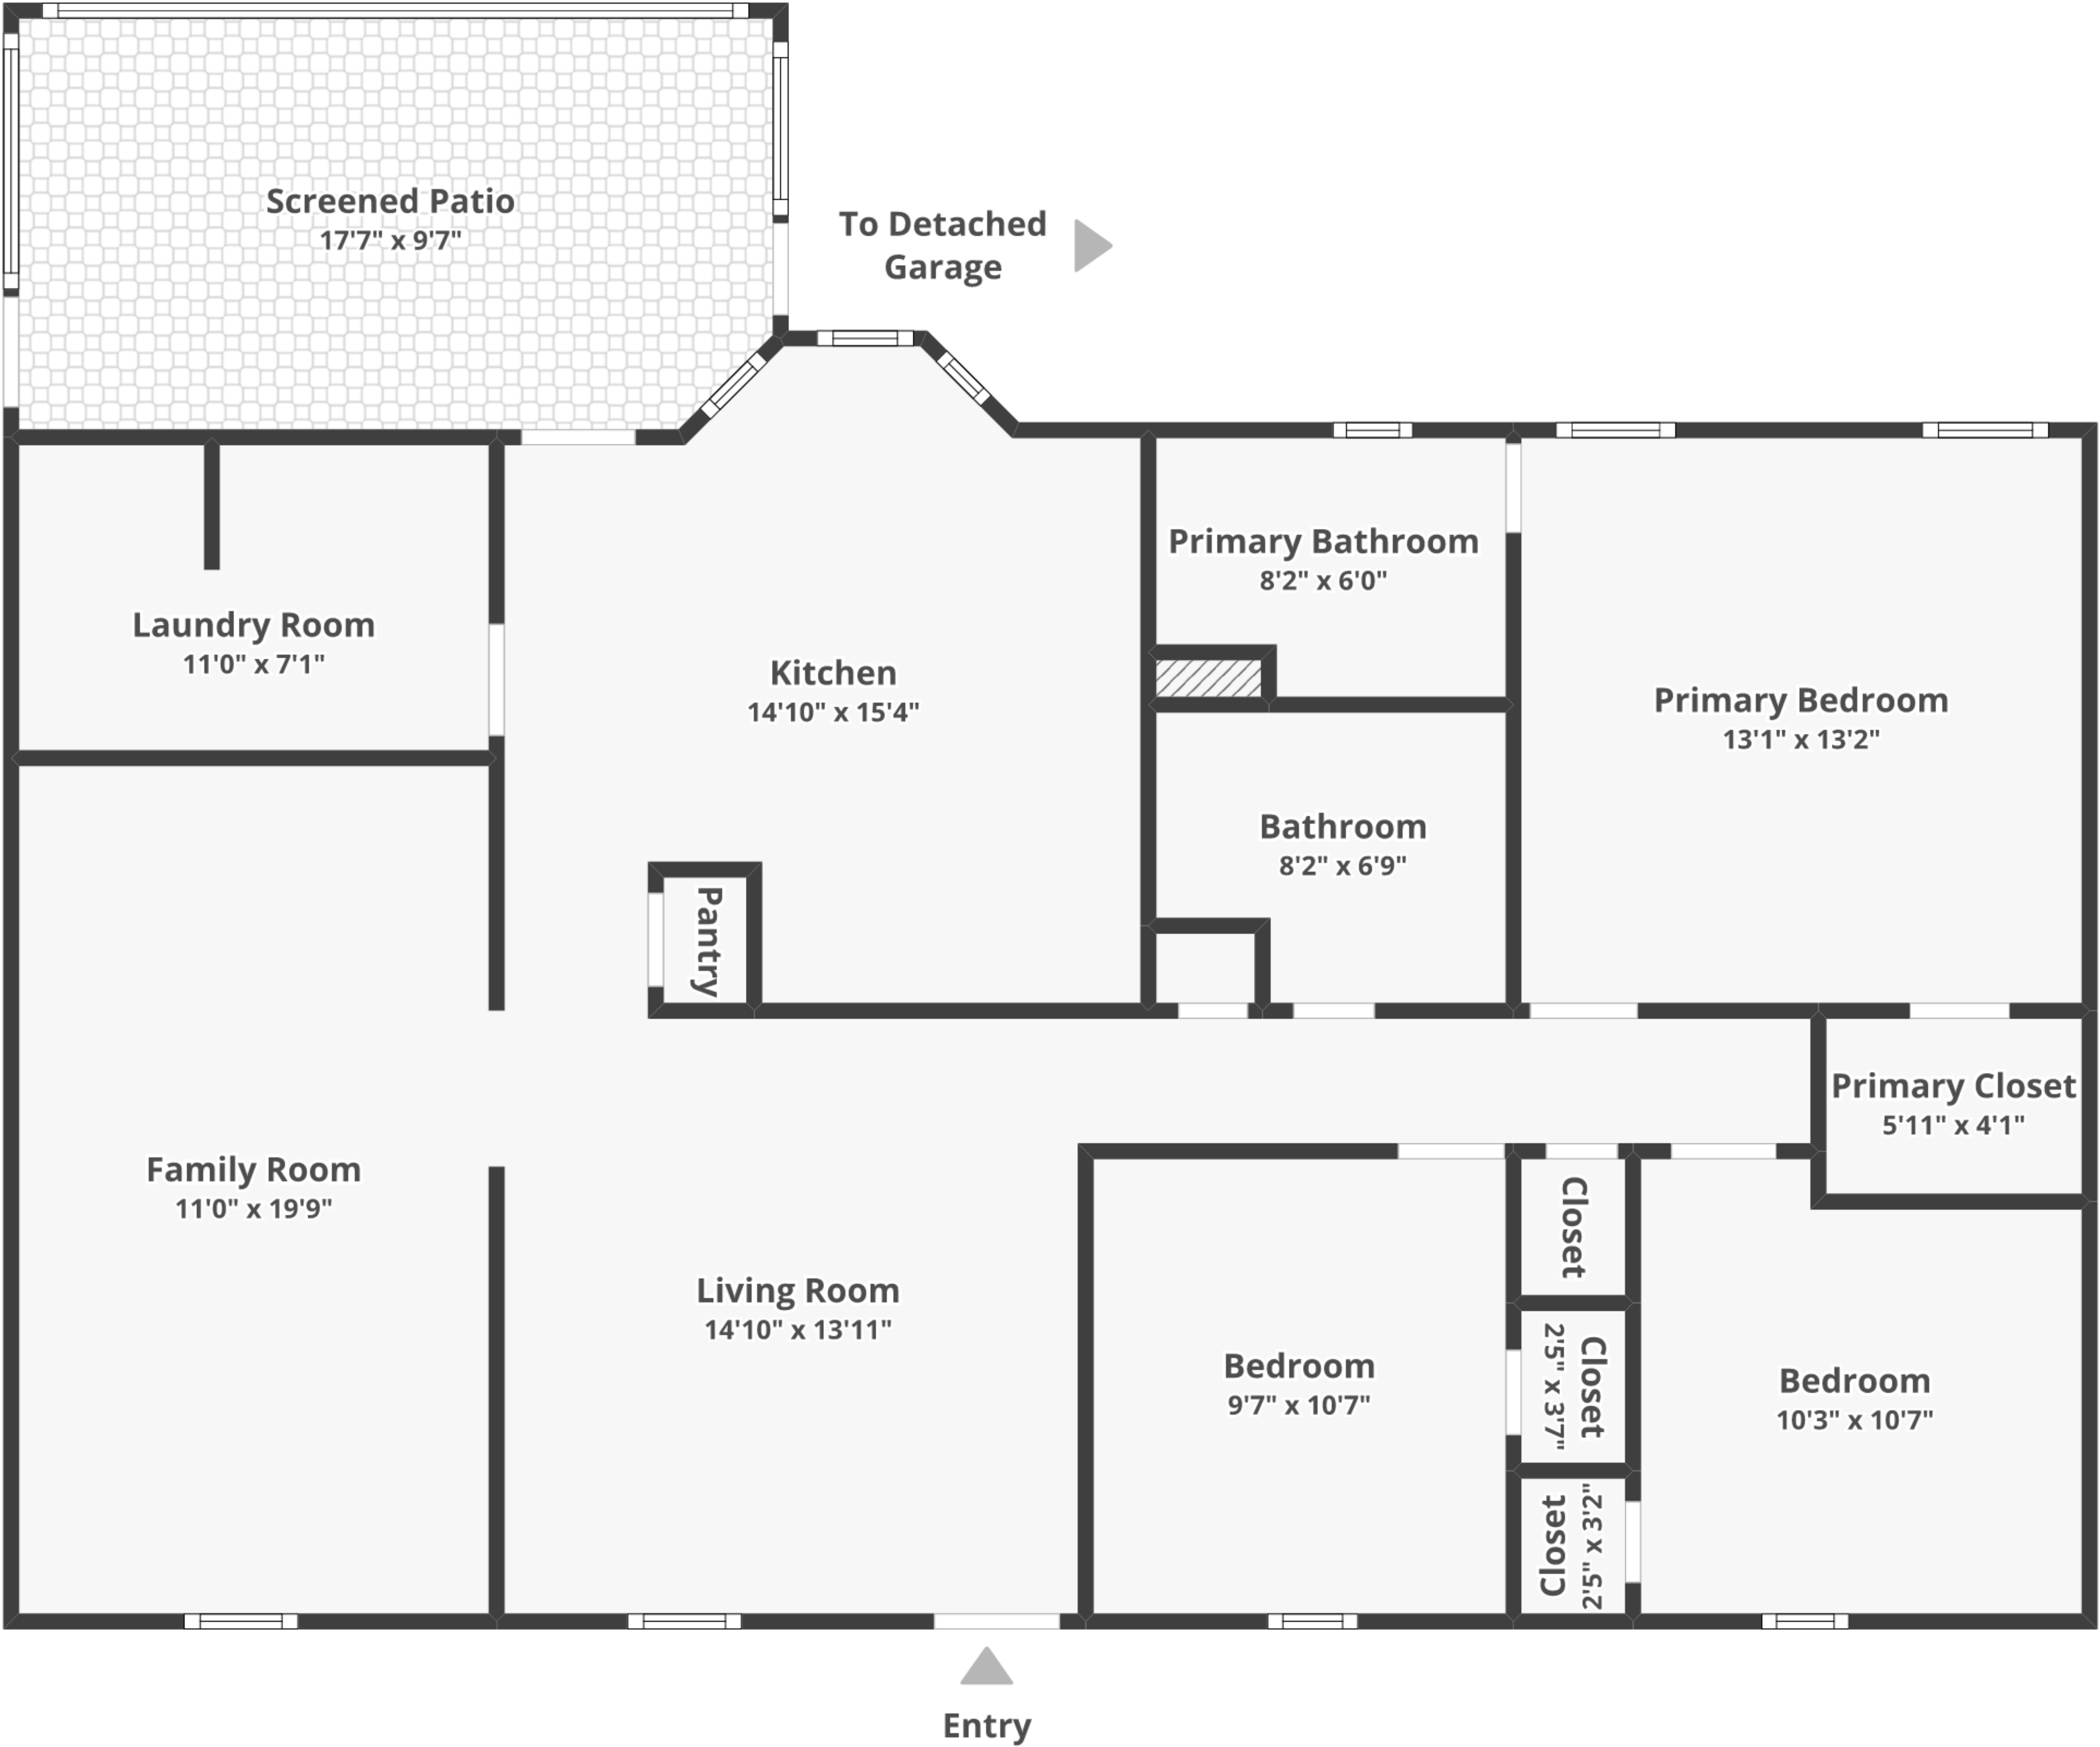 Screened Patio
17'7" x 9'7"
To Detached
Garage
Primary Bathroom
8'2" x 6'0"
Laundry Room
11'0" x 7'1"
Kitchen
14'10" x 15'4"
Primary Bedroom
13'1" x 13'2"
Bathroom
8'2" x 6'9"
Pantry
Primary Closet
5'11" x 4'1"
Family Room
11'0" x 19'9"
Closet
Living Room
14'10" x 13'11"
Bedroom
9'7" x 10'7"
Closet
2'5" x 3'7"
Bedroom
10'3" x 10'7"
Closet
2'5" x 3'2"
Entry